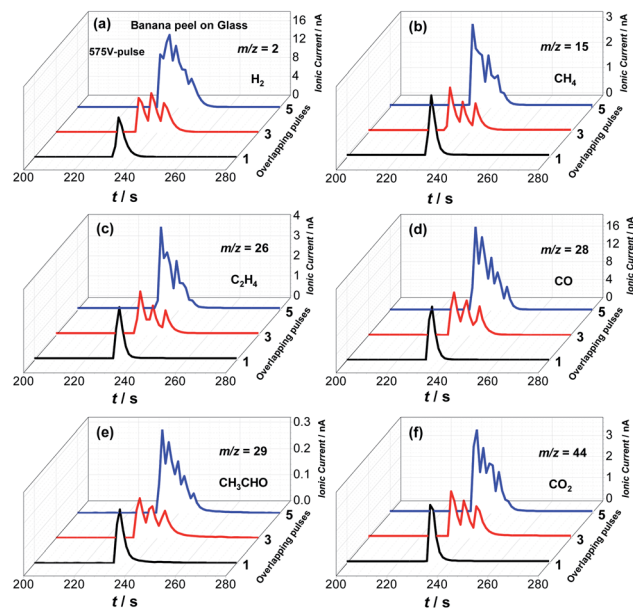 (a) Banana peel on Glass
575V-pulse
m/z = 2
H₂
16
12
8
4
0
Ionic Current / nA
5
3
1
Overlapping pulses
200 220 240 260 280
t / s
(b)
m/z = 15
CH₄
3
2
1
0
Ionic Current / nA
5
3
1
Overlapping pulses
200 220 240 260 280
t / s
(c)
m/z = 26
C₂H₄
4
3
2
1
0
Ionic Current / nA
5
3
1
Overlapping pulses
200 220 240 260 280
t / s
(d)
m/z = 28
CO
16
12
8
4
0
Ionic Current / nA
5
3
1
Overlapping pulses
200 220 240 260 280
t / s
(e)
m/z = 29
CH₃CHO
0.3
0.2
0.1
0.0
Ionic Current / nA
5
3
1
Overlapping pulses
200 220 240 260 280
t / s
(f)
m/z = 44
CO₂
3
2
1
0
Ionic Current / nA
5
3
1
Overlapping pulses
200 220 240 260 280
t / s